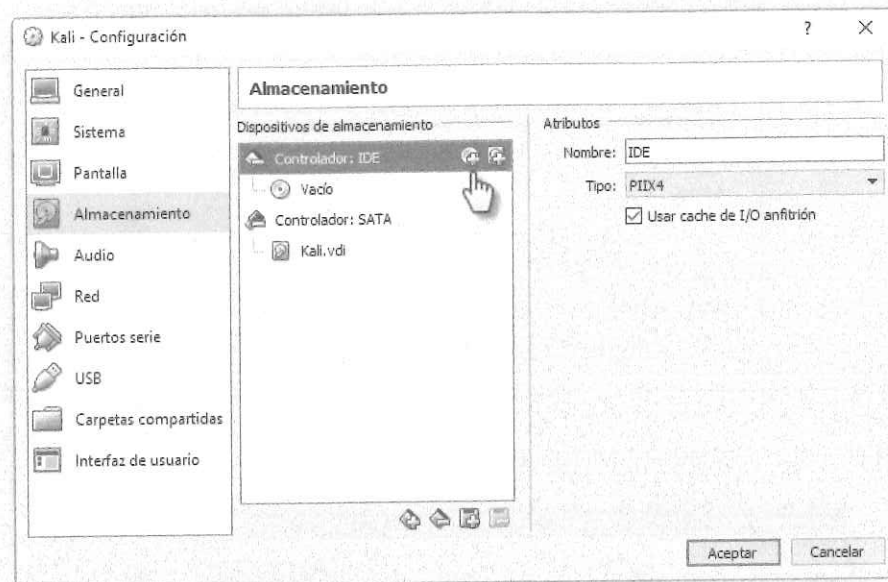 Kali - Configuración
? X
General
Sistema
Pantalla
Almacenamiento
Audio
Red
Puertos serie
USB
Carpetas compartidas
Interfaz de usuario
Almacenamiento
Dispositivos de almacenamiento
Controlador: IDE
Vacío
Controlador: SATA
Kali.vdi
Atributos
Nombre: IDE
Tipo: PIIX4
Usar cache de I/O anfitrión
Aceptar Cancelar